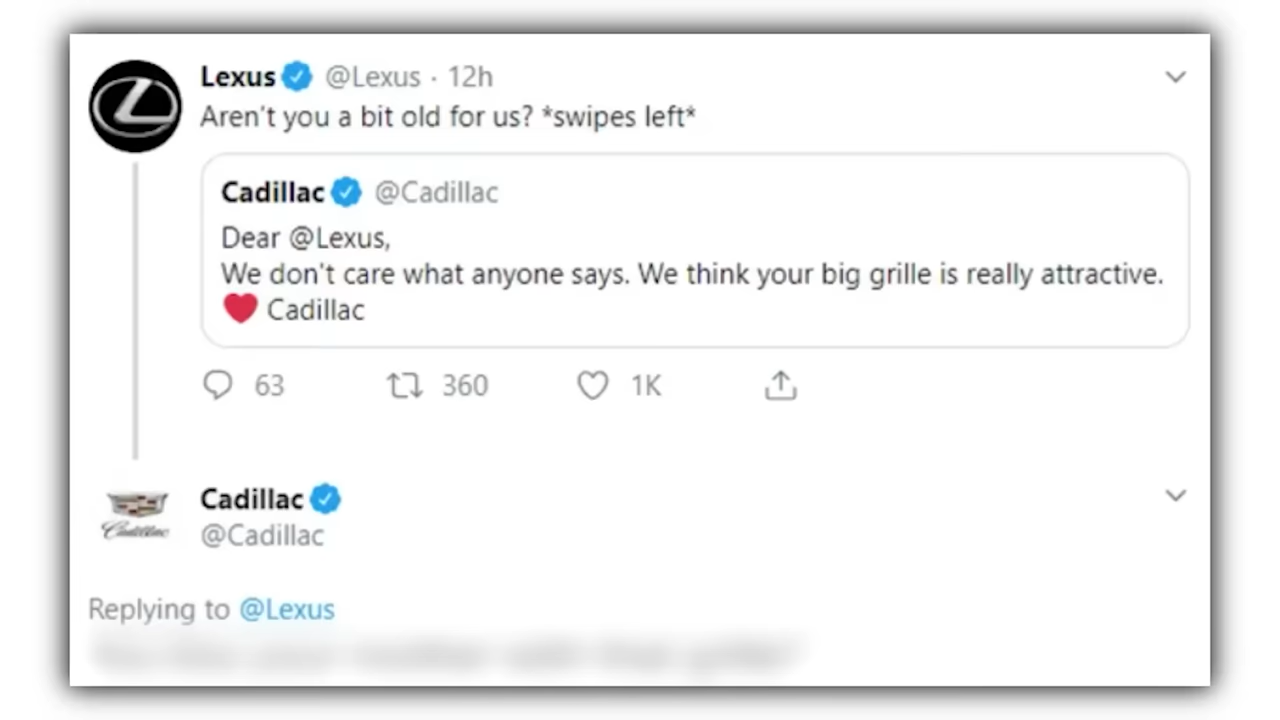 Lexus @Lexus · 12h
Aren't you a bit old for us? *swipes left*
Cadillac @Cadillac
Dear @Lexus,
We don't care what anyone says. We think your big grille is really attractive.
❤ Cadillac
63 360 1K
Cadillac
Cadillac
@Cadillac
Replying to @Lexus